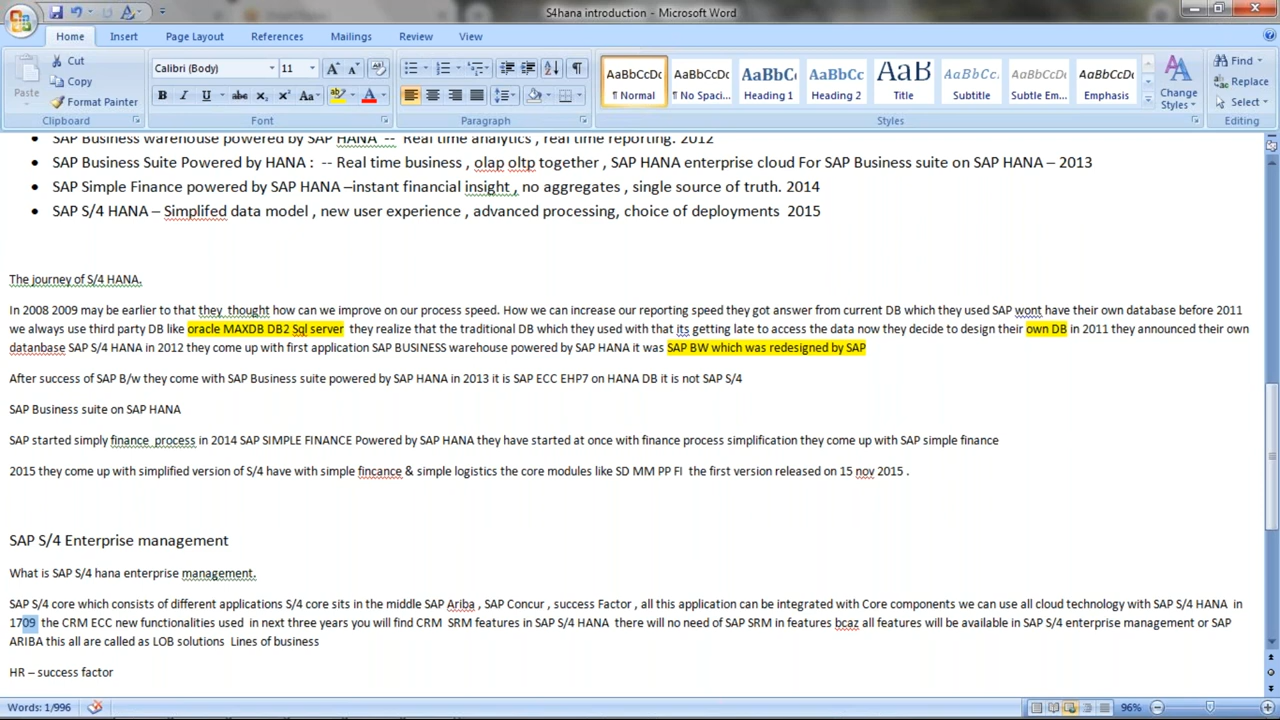 S4hana introduction - Microsoft Word
Home Insert Page Layout References Mailings Review View
Paste Cut Copy Format Painter Clipboard
Calibri (Body) 11 Font
Paragraph
AaBbCcDc ¶ Normal AaBbCcDc ¶ No Spaci... AaBbC Heading 1 AaBbCc Heading 2 AaB Title AaBbCc. Subtitle AaBbCcDc Subtle Em... AaBbCcDc Emphasis Change Styles Styles
Find Replace Select Editing
• SAP Business warehouse powered by SAP HANA -- Real time analytics , real time reporting. 2012
• SAP Business Suite Powered by HANA : -- Real time business , olap oltp together , SAP HANA enterprise cloud For SAP Business suite on SAP HANA – 2013
• SAP Simple Finance powered by SAP HANA –instant financial insight , no aggregates , single source of truth. 2014
• SAP S/4 HANA – Simplifed data model , new user experience , advanced processing, choice of deployments 2015
The journey of S/4 HANA.
In 2008 2009 may be earlier to that they thought how can we improve on our process speed. How we can increase our reporting speed they got answer from current DB which they used SAP wont have their own database before 2011
we always use third party DB like oracle MAXDB DB2 Sql server they realize that the traditional DB which they used with that its getting late to access the data now they decide to design their own DB in 2011 they announced their own
datanbase SAP S/4 HANA in 2012 they come up with first application SAP BUSINESS warehouse powered by SAP HANA it was SAP BW which was redesigned by SAP
After success of SAP B/w they come with SAP Business suite powered by SAP HANA in 2013 it is SAP ECC EHP7 on HANA DB it is not SAP S/4
SAP Business suite on SAP HANA
SAP started simply finance process in 2014 SAP SIMPLE FINANCE Powered by SAP HANA they have started at once with finance process simplification they come up with SAP simple finance
2015 they come up with simplified version of S/4 have with simple fincance & simple logistics the core modules like SD MM PP FI the first version released on 15 nov 2015 .
SAP S/4 Enterprise management
What is SAP S/4 hana enterprise management.
SAP S/4 core which consists of different applications S/4 core sits in the middle SAP Ariba , SAP Concur , success Factor , all this application can be integrated with Core components we can use all cloud technology with SAP S/4 HANA in
1709 the CRM ECC new functionalities used in next three years you will find CRM SRM features in SAP S/4 HANA there will no need of SAP SRM in features bcaz all features will be available in SAP S/4 enterprise management or SAP
ARIBA this all are called as LOB solutions Lines of business
HR – success factor
Words: 1/996 96%